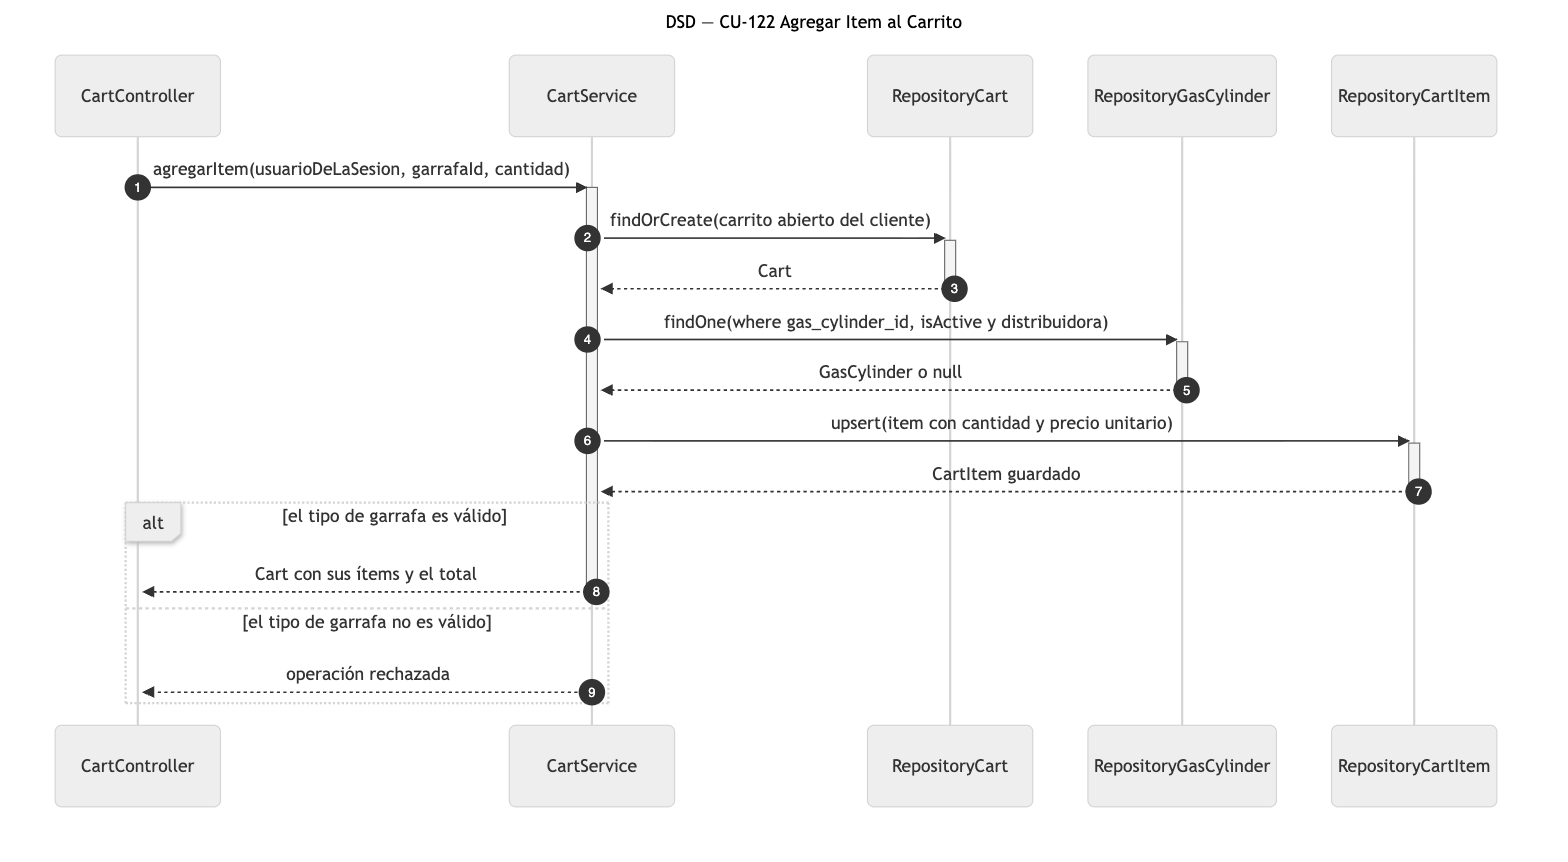 DSD — CU-122 Agregar Item al Carrito
CartController
CartService
RepositoryCart
RepositoryGasCylinder
RepositoryCartItem
agregarItem(usuarioDeLaSesion, garrafaId, cantidad)
1
findOrCreate(carrito abierto del cliente)
2
Cart
3
findOne(where gas_cylinder_id, isActive y distribuidora)
4
GasCylinder o null
5
upsert(item con cantidad y precio unitario)
6
CartItem guardado
7
alt
[el tipo de garrafa es válido]
Cart con sus ítems y el total
8
[el tipo de garrafa no es válido]
operación rechazada
9
CartController
CartService
RepositoryCart
RepositoryGasCylinder
RepositoryCartItem